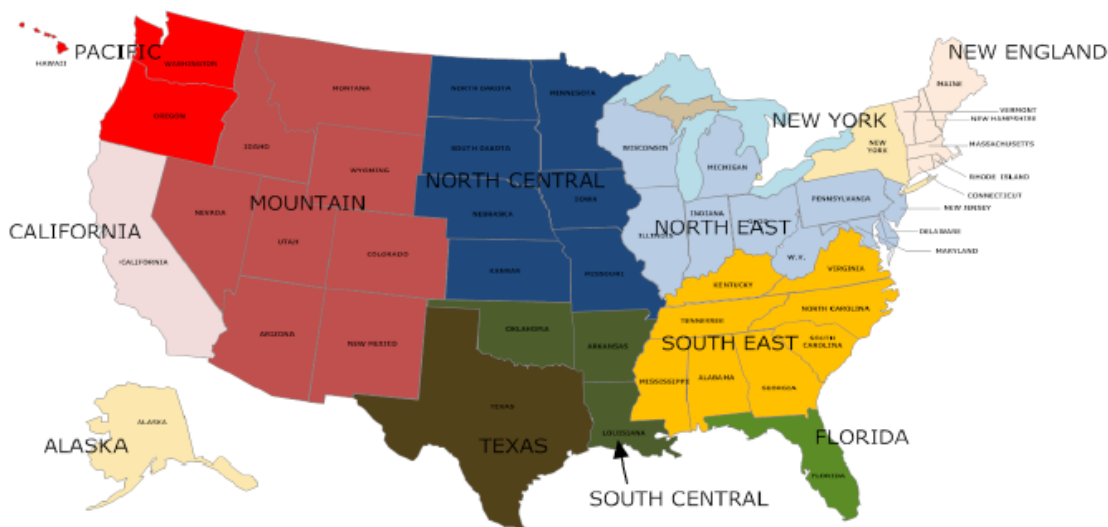 PACIFIC
HAWAII
WASHINGTON
OREGON
MONTANA
IDAHO
WYOMING
MOUNTAIN
NEVADA
UTAH
COLORADO
ARIZONA
NEW MEXICO
CALIFORNIA
CALIFORNIA
NORTH DAKOTA
MINNESOTA
SOUTH DAKOTA
NORTH CENTRAL
NEBRASKA
IOWA
KANSAS
MISSOURI
WISCONSIN
MICHIGAN
ILLINOIS
INDIANA
OHIO
NORTH EAST
PENNSYLVANIA
W.V.
NEW YORK
NEW
YORK
NEW ENGLAND
MAINE
VERMONT
NEW HAMPSHIRE
MASSACHUSETTS
RHODE ISLAND
CONNECTICUT
NEW JERSEY
DELAWARE
MARYLAND
VIRGINIA
KENTUCKY
NORTH CAROLINA
TENNESSEE
SOUTH
CAROLINA
SOUTH EAST
MISSISSIPPI
ALABAMA
GEORGIA
OKLAHOMA
ARKANSAS
LOUISIANA
SOUTH CENTRAL
TEXAS
TEXAS
FLORIDA
FLORIDA
ALASKA
ALASKA